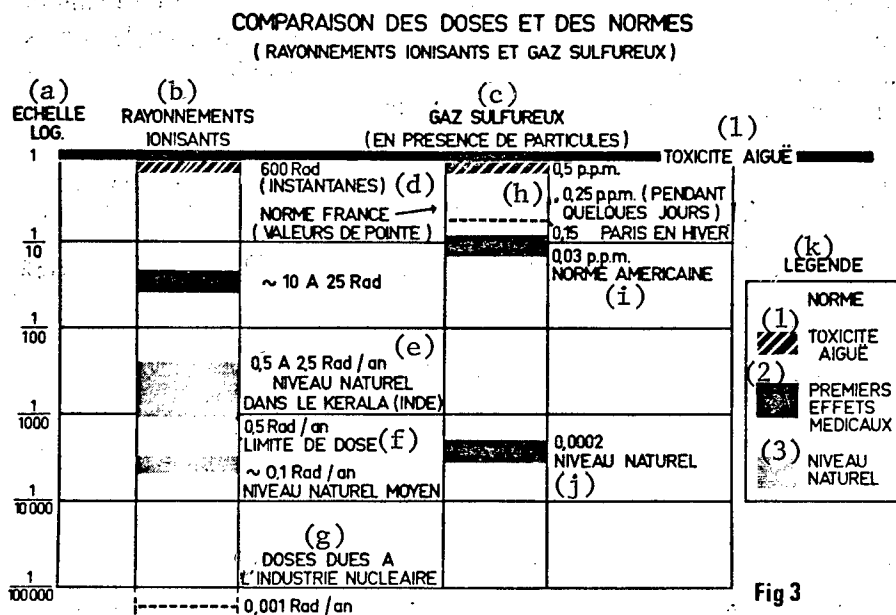 COMPARAISON DES DOSES ET DES NORMES
( RAYONNEMENTS IONISANTS ET GAZ SULFUREUX )
(a)
ECHELLE
LOG.
(b)
RAYONNEMENTS
IONISANTS
(c)
GAZ SULFUREUX
(EN PRESENCE DE PARTICULES)
(1)
TOXICITE AIGUË
1
1
10
1
100
1
1000
1
10000
1
100000
600 Rad
(INSTANTANES) (d)
NORME FRANCE
( VALEURS DE POINTE )
~ 10 A 25 Rad
(e)
0,5 A 2,5 Rad / an
NIVEAU NATUREL
DANS LE KERALA (INDE)
0,5 Rad / an
LIMITE DE DOSE (f)
~ 0,1 Rad / an
NIVEAU NATUREL MOYEN
(g)
DOSES DUES A
L'INDUSTRIE NUCLEAIRE
0,001 Rad / an
0,5 p.p.m.
(h)
0,25 p.p.m. ( PENDANT
QUELQUES JOURS )
0,15 PARIS EN HIVER
0,03 p.p.m.
NORME AMERICAINE
(i)
0,0002
NIVEAU NATUREL
(j)
(k)
LEGENDE
NORME
(1)
TOXICITE
AIGUË
(2)
PREMIERS
EFFETS
MEDICAUX
(3)
NIVEAU
NATUREL
Fig 3